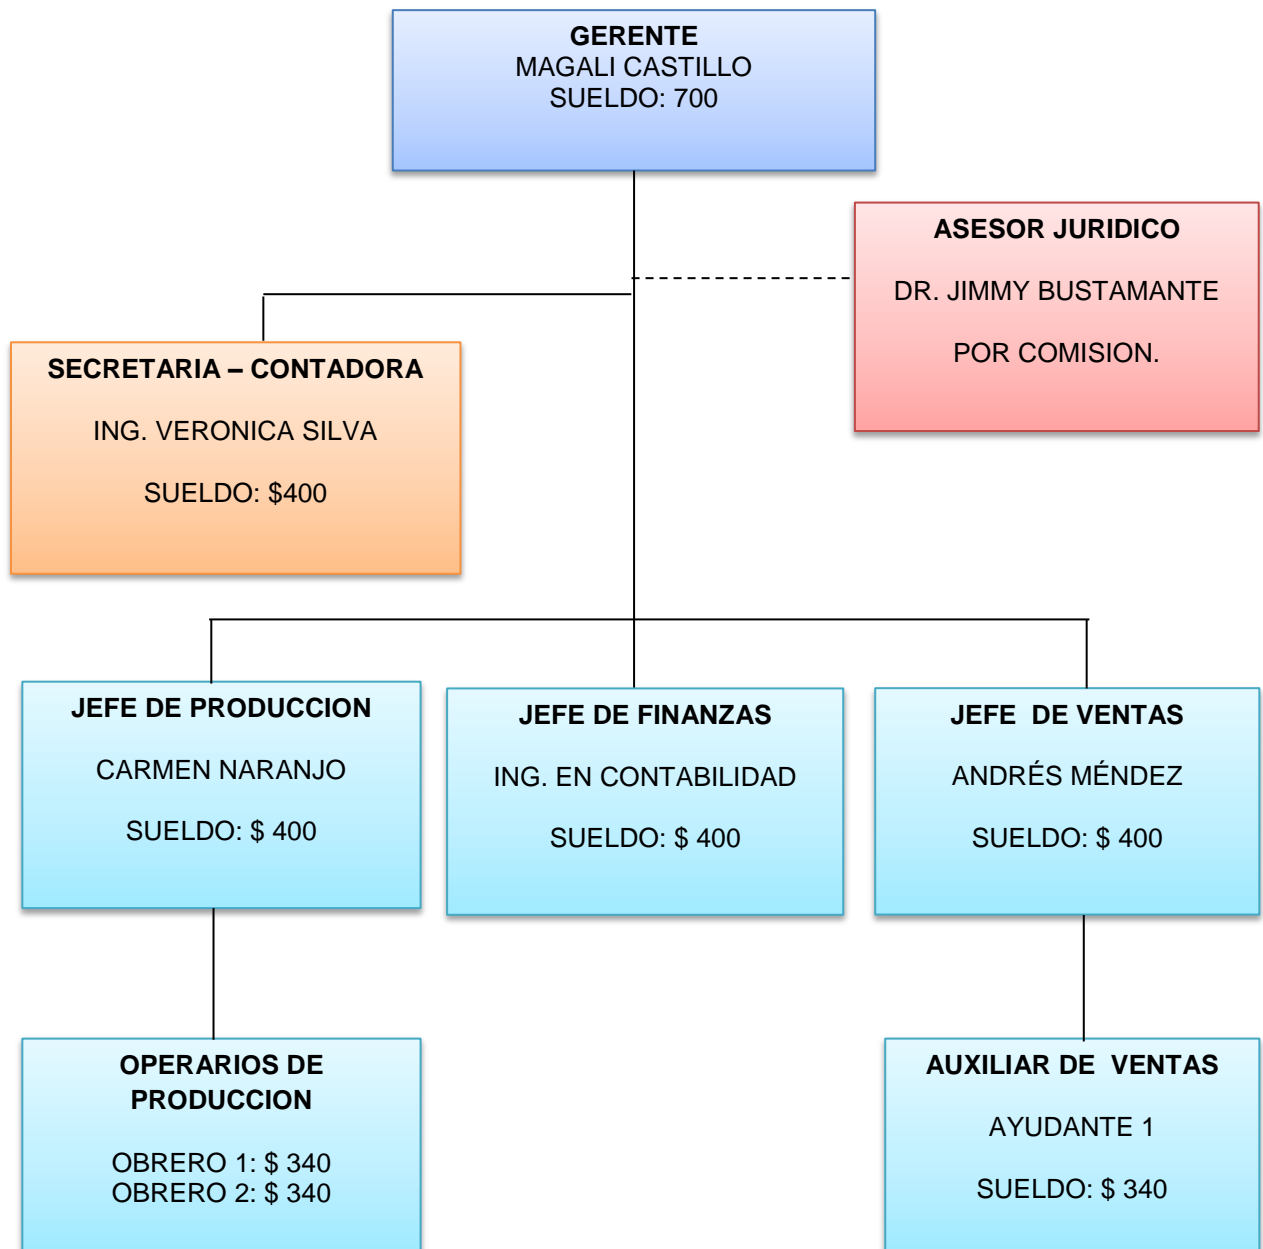 GERENTE
MAGALI CASTILLO
SUELDO: 700
ASESOR JURIDICO
DR. JIMMY BUSTAMANTE
POR COMISION.
SECRETARIA – CONTADORA
ING. VERONICA SILVA
SUELDO: $400
JEFE DE PRODUCCION
CARMEN NARANJO
SUELDO: $ 400
JEFE DE FINANZAS
ING. EN CONTABILIDAD
SUELDO: $ 400
JEFE  DE VENTAS
ANDRÉS MÉNDEZ
SUELDO: $ 400
OPERARIOS DE
PRODUCCION
OBRERO 1: $ 340
OBRERO 2: $ 340
AUXILIAR DE  VENTAS
AYUDANTE 1
SUELDO: $ 340